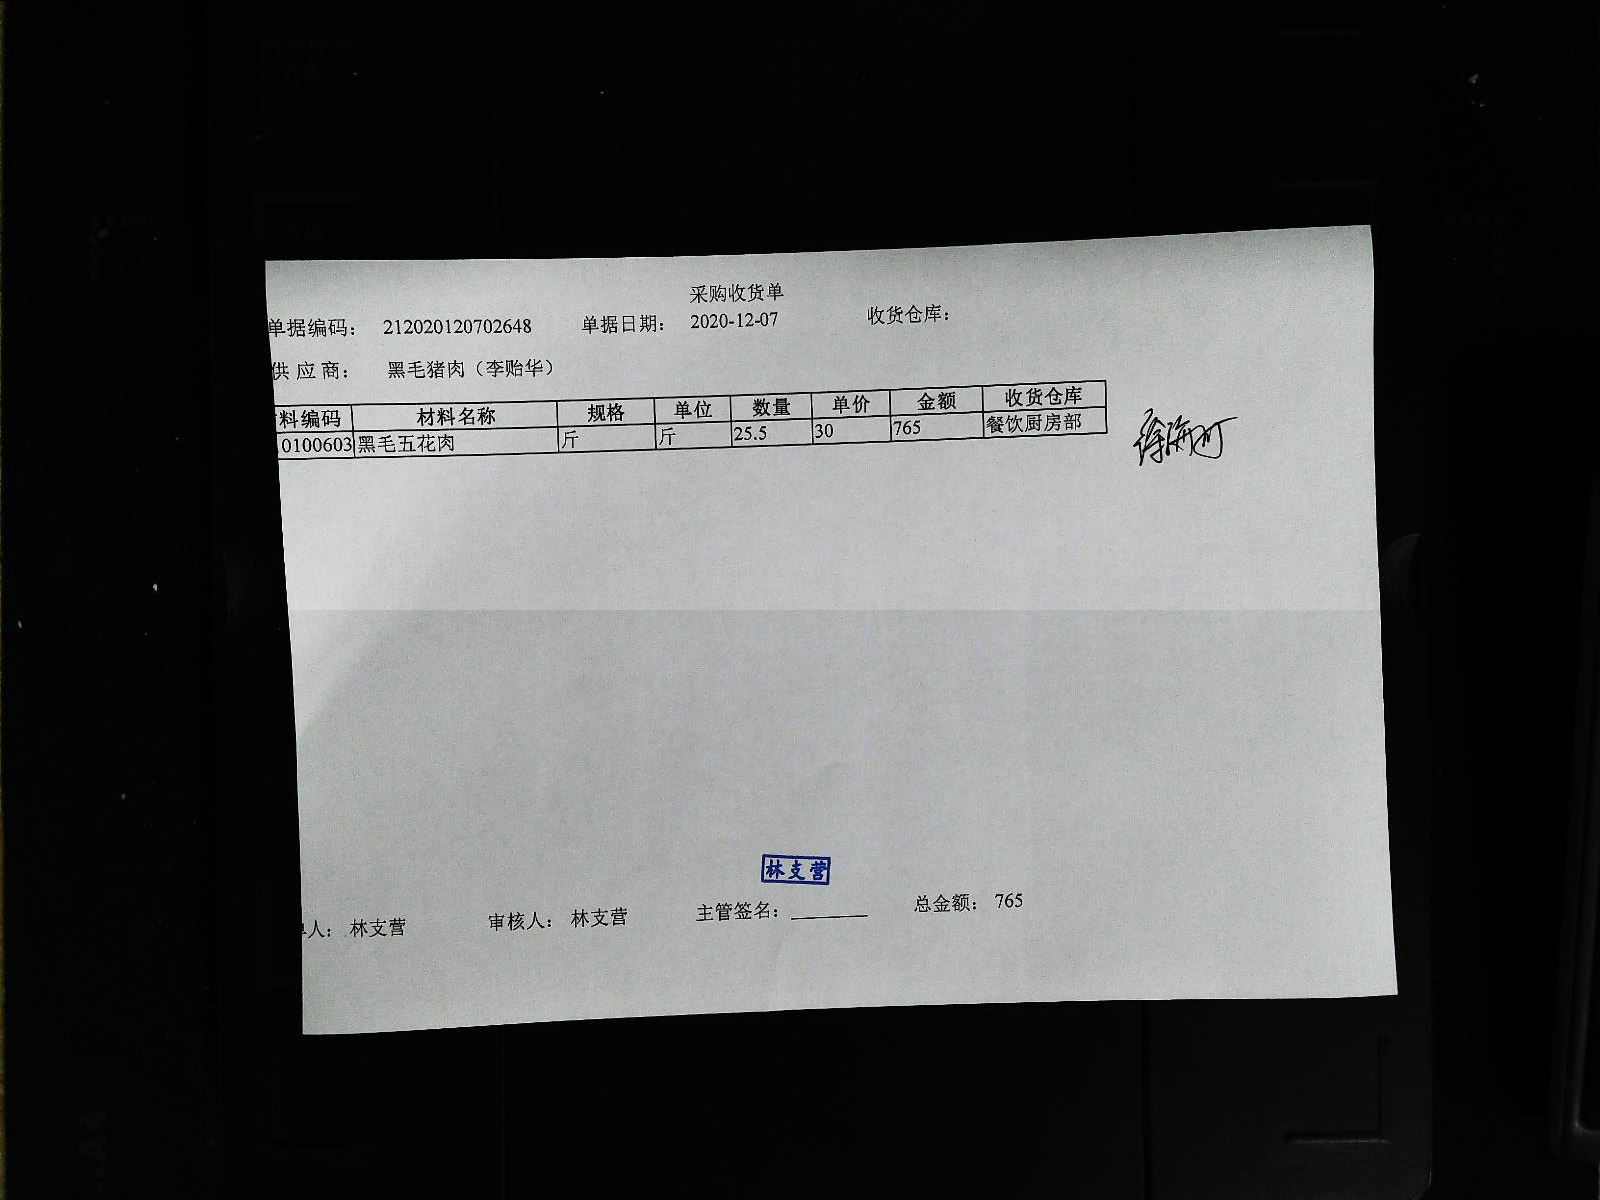 采购收货单
单据编码： 212020120702648 单据日期： 2020-12-07 收货仓库：
供 应 商： 黑毛猪肉（李贻华）
料编码 材料名称 规格 单位 数量 单价 金额 收货仓库
0100603 黑毛五花肉 斤 斤 25.5 30 765 餐饮厨房部
林支营
人： 林支营 审核人： 林支营 主管签名：________ 总金额： 765